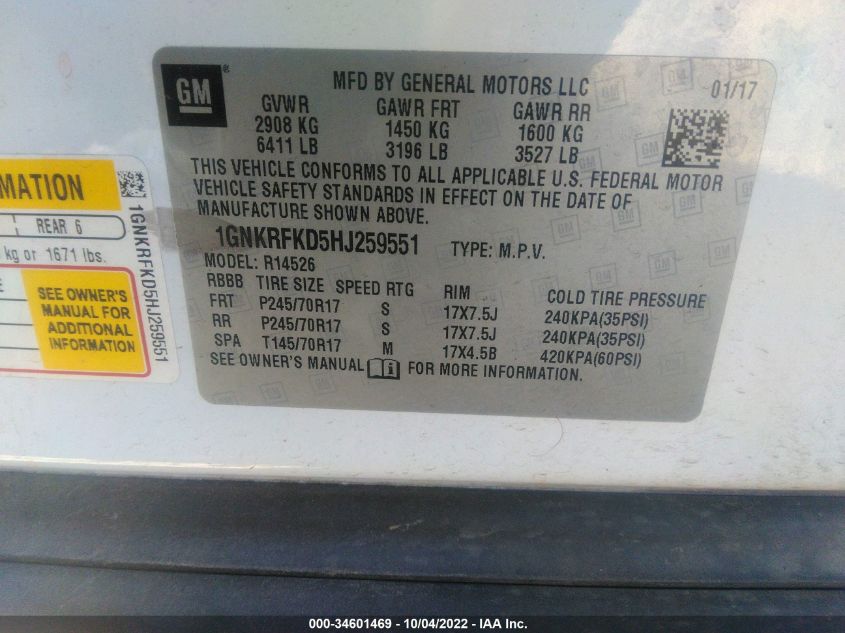 GM
MFD BY GENERAL MOTORS LLC 01/17
GVWR GAWR FRT GAWR RR
2908 KG 1450 KG 1600 KG
6411 LB 3196 LB 3527 LB
THIS VEHICLE CONFORMS TO ALL APPLICABLE U.S. FEDERAL MOTOR
VEHICLE SAFETY STANDARDS IN EFFECT ON THE DATE OF
MANUFACTURE SHOWN ABOVE.
1GNKRFKD5HJ259551 TYPE: M.P.V.
MODEL: R14526
RBBB TIRE SIZE SPEED RTG RIM COLD TIRE PRESSURE
FRT P245/70R17 S 17X7.5J 240KPA(35PSI)
RR P245/70R17 S 17X7.5J 240KPA(35PSI)
SPA T145/70R17 M 17X4.5B 420KPA(60PSI)
SEE OWNER'S MANUAL FOR MORE INFORMATION.
MATION
REAR 6
kg or 1671 lbs.
SEE OWNER'S
MANUAL FOR
ADDITIONAL
INFORMATION
1GNKRFKD5HJ259551
000-34601469 - 10/04/2022 - IAA Inc.